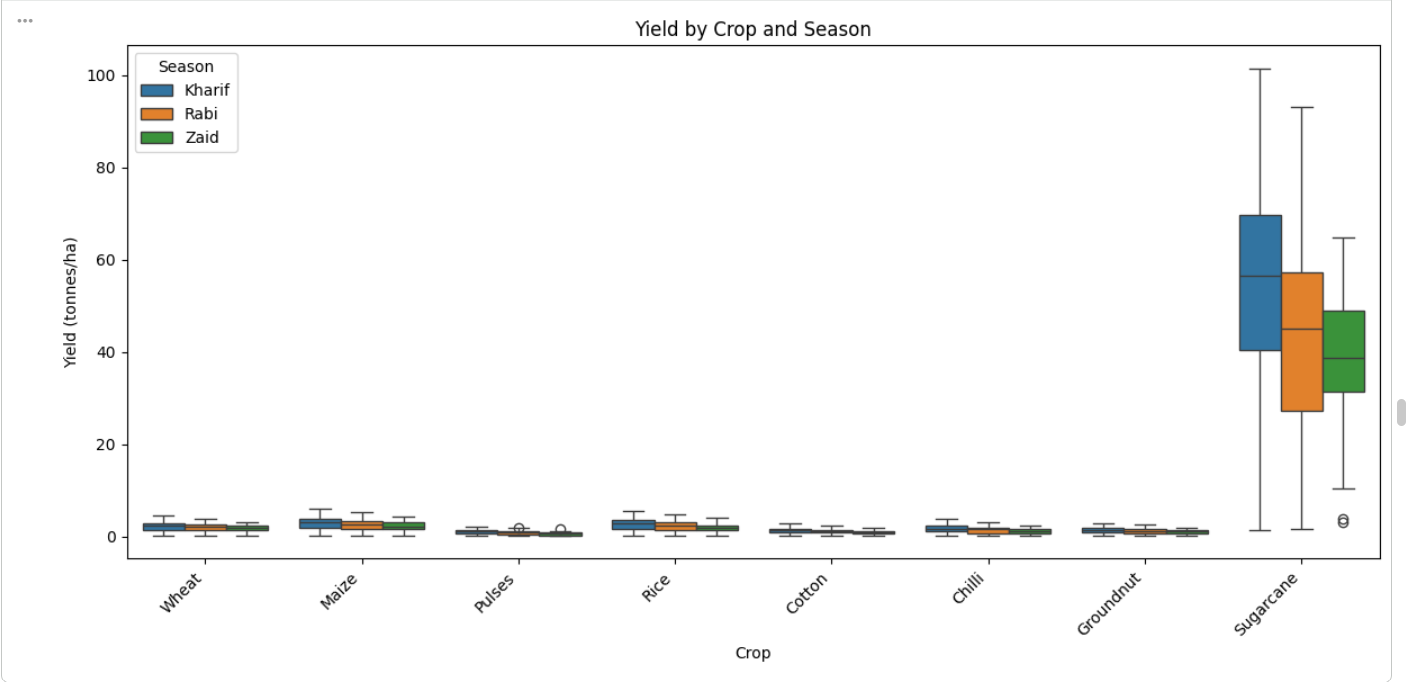 ...
Yield by Crop and Season
Season
Kharif
Rabi
Zaid
Yield (tonnes/ha)
100
80
60
40
20
0
Wheat
Maize
Pulses
Rice
Cotton
Chilli
Groundnut
Sugarcane
Crop